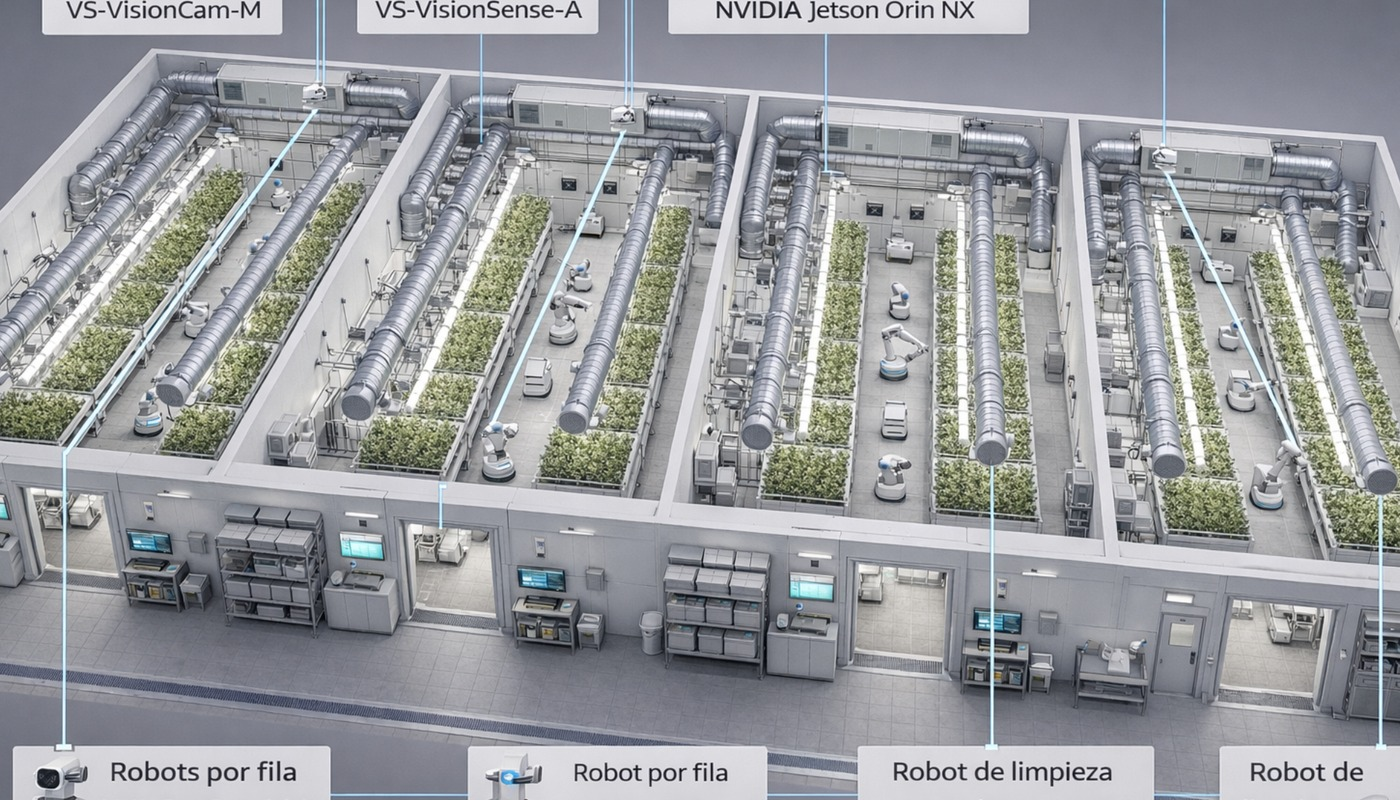 VS-VisionCam-M
VS-VisionSense-A
NVIDIA Jetson Orin NX
Robots por fila
Robot por fila
Robot de limpieza
Robot de